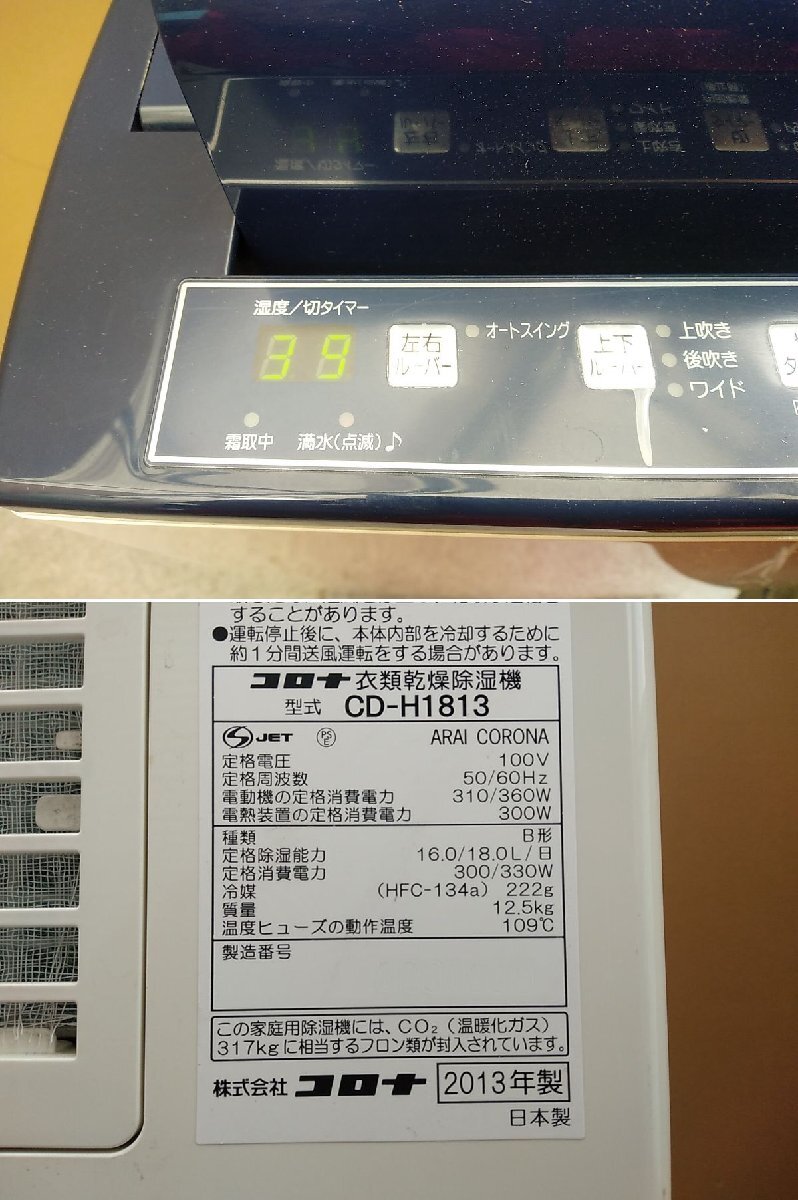 湿度/切タイマー
39
左右
ルーバー
オートスイング
上下
ルーバー
上吹き
後吹き
ワイド
霜取中
満水(点滅)♪
することがあります。
●運転停止後に、本体内部を冷却するために
約1分間送風運転をする場合があります。
コロナ衣類乾燥除湿機
型式 CD-H1813
S JET PS E ARAI CORONA
定格電圧 100V
定格周波数 50/60Hz
電動機の定格消費電力 310/360W
電熱装置の定格消費電力 300W
種類 B形
定格除湿能力 16.0/18.0L/日
定格消費電力 300/330W
冷媒 (HFC-134a) 222g
質量 12.5kg
温度ヒューズの動作温度 109℃
製造番号
この家庭用除湿機には、CO₂（温暖化ガス）
317kgに相当するフロン類が封入されています。
株式会社 コロナ 2013年製
日本製